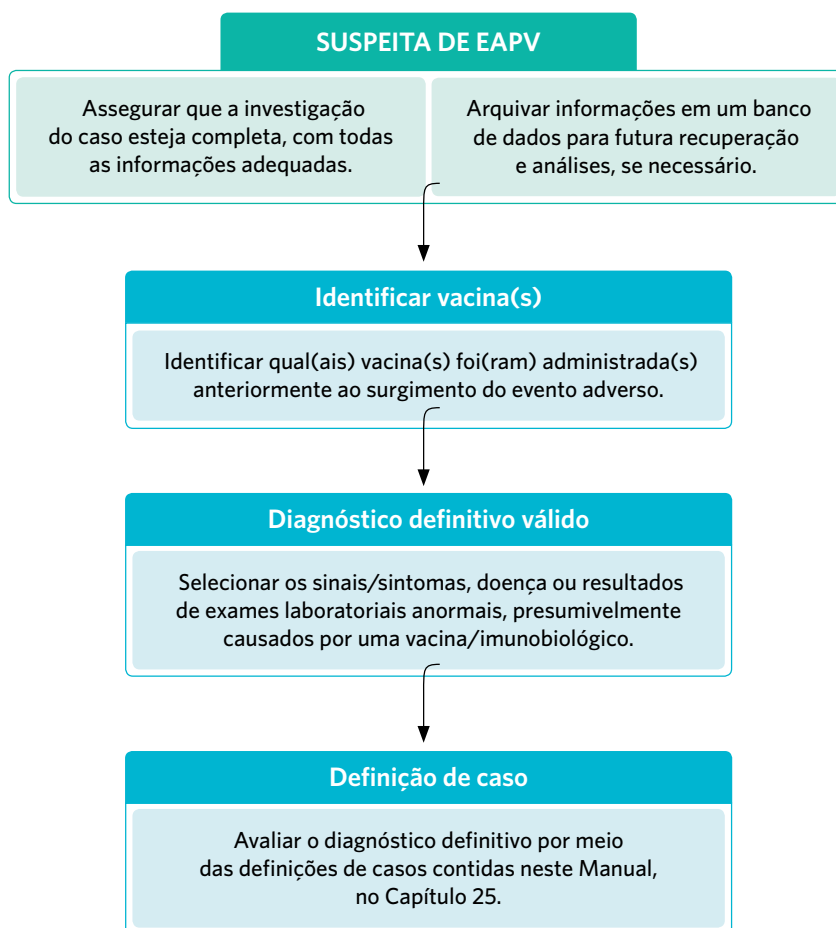 SUSPEITA DE EAPV
Assegurar que a investigação
do caso esteja completa, com todas
as informações adequadas.
Arquivar informações em um banco
de dados para futura recuperação
e análises, se necessário.
Identificar vacina(s)
Identificar qual(ais) vacina(s) foi(ram) administrada(s)
anteriormente ao surgimento do evento adverso.
Diagnóstico definitivo válido
Selecionar os sinais/sintomas, doença ou resultados
de exames laboratoriais anormais, presumivelmente
causados por uma vacina/imunobiológico.
Definição de caso
Avaliar o diagnóstico definitivo por meio
das definições de casos contidas neste Manual,
no Capítulo 25.